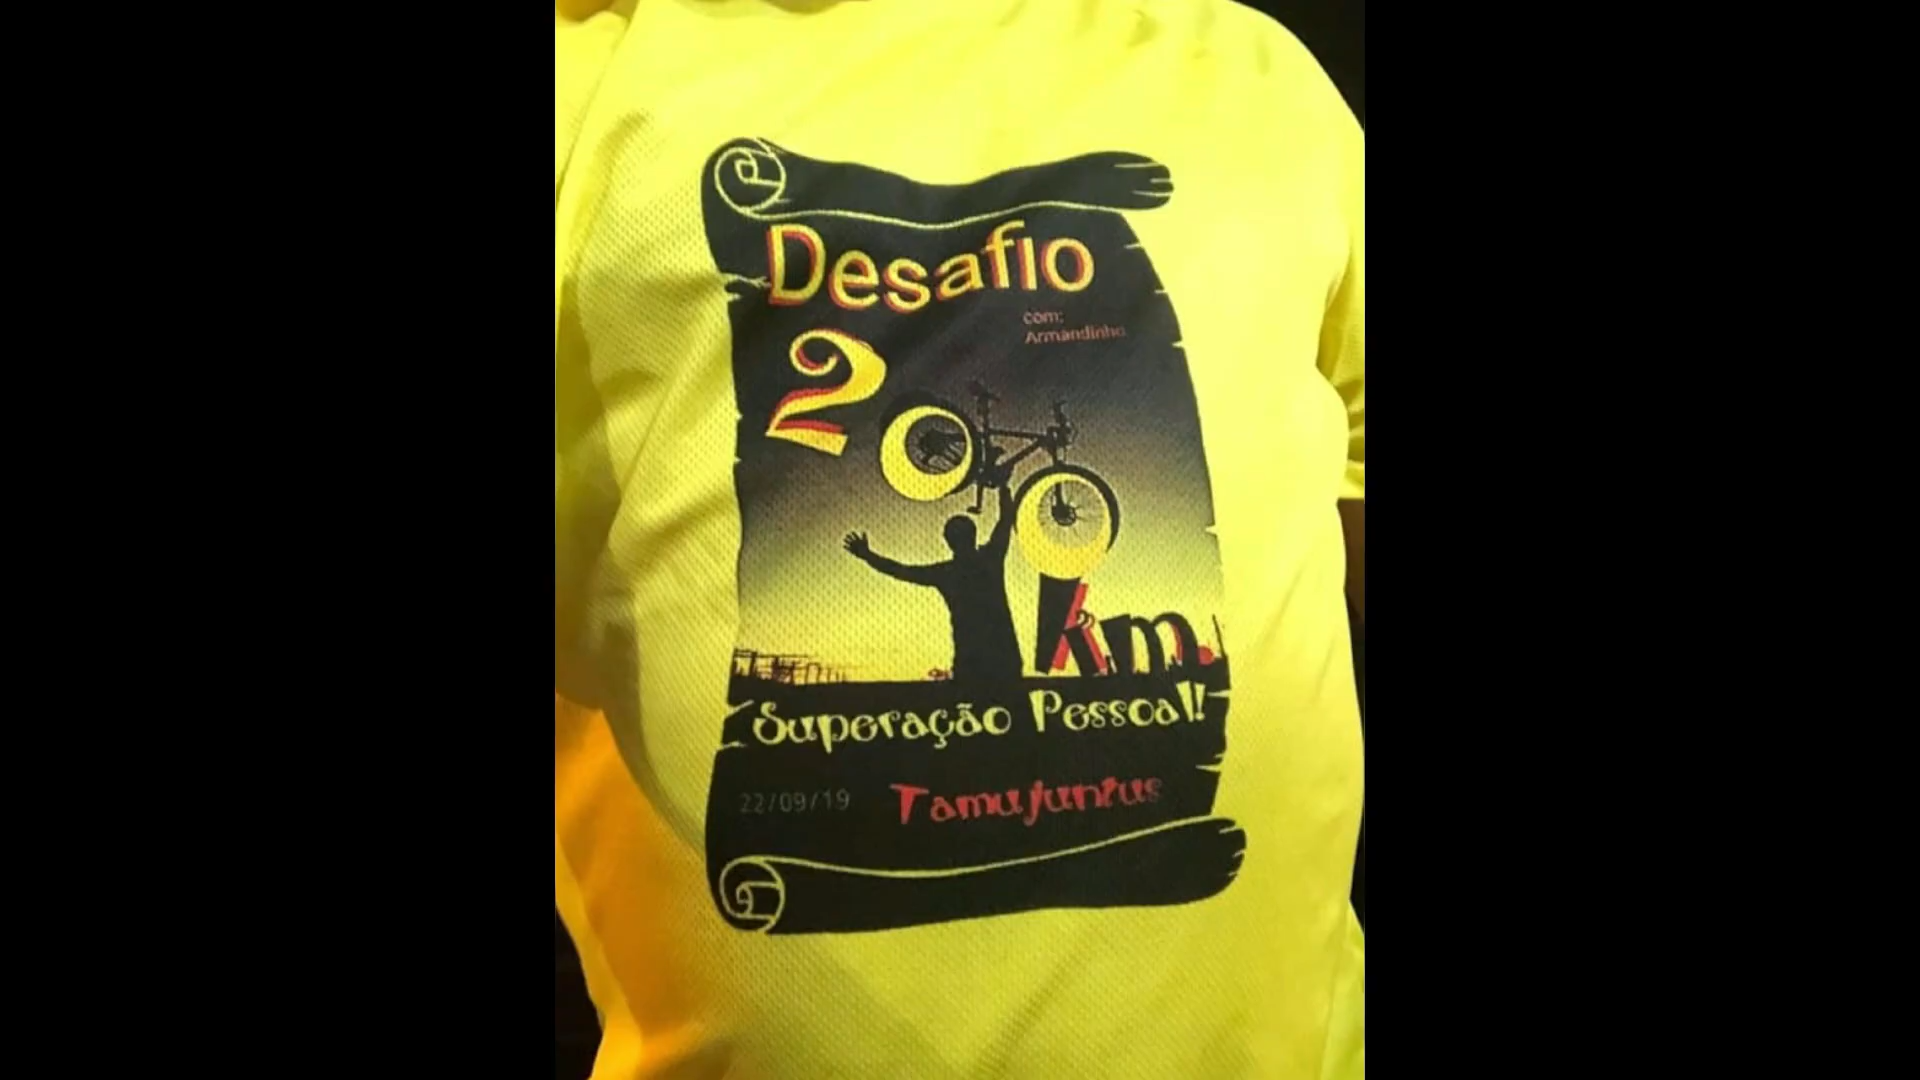 Desafio
com:
Armandinho
200
km
Superação Pessoal!
22/09/19 Tamujuntus